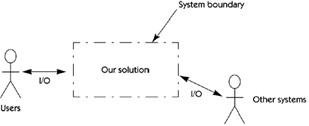 System boundary
Our solution
I/O
I/O
Users
Other systems